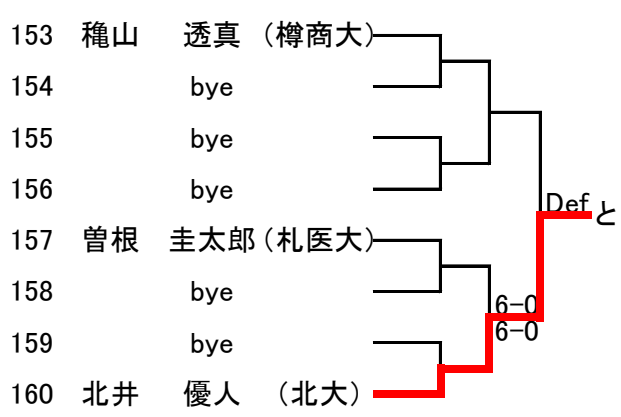 153 穐山 透真 (樽商大)
154 bye
155 bye
156 bye
Def と
157 曽根 圭太郎 (札医大)
158 bye
6-0
6-0
159 bye
160 北井 優人 (北大)